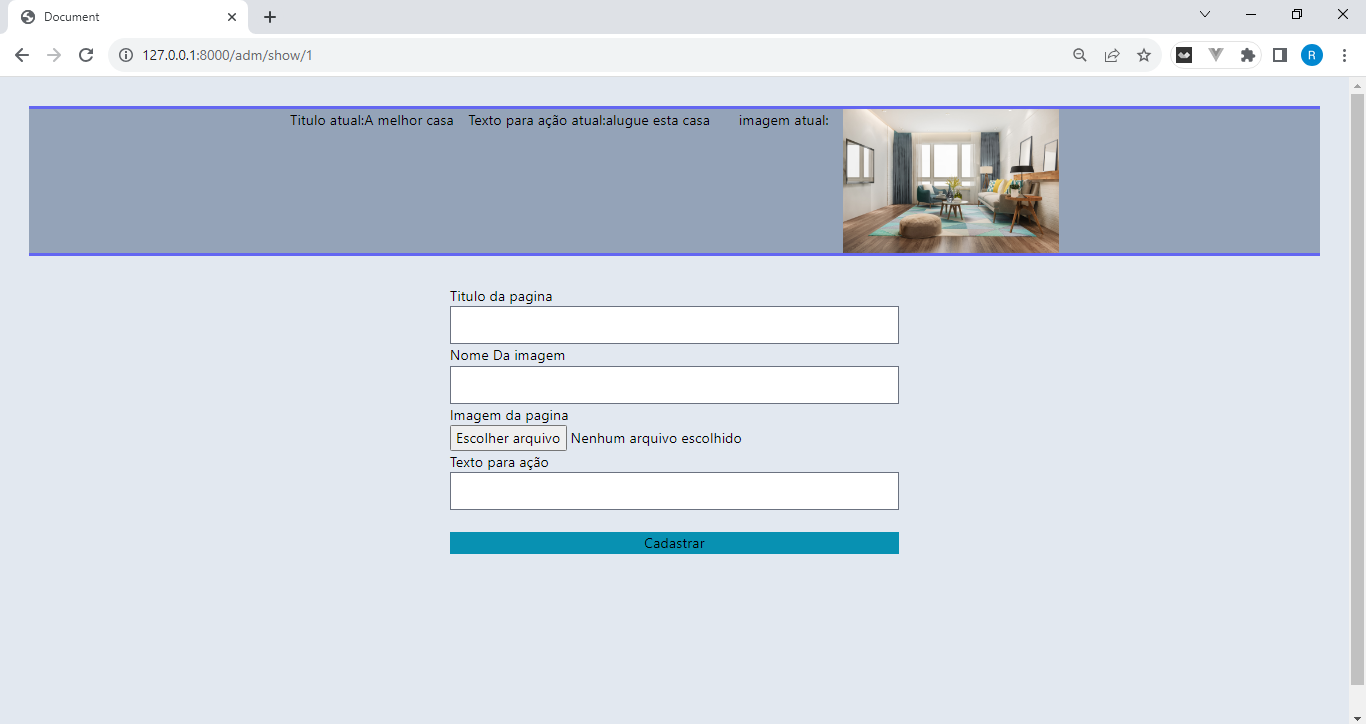 Document
127.0.0.1:8000/adm/show/1
R
Titulo atual:A melhor casa Texto para ação atual:alugue esta casa imagem atual:
Titulo da pagina
Nome Da imagem
Imagem da pagina
Escolher arquivo Nenhum arquivo escolhido
Texto para ação
Cadastrar